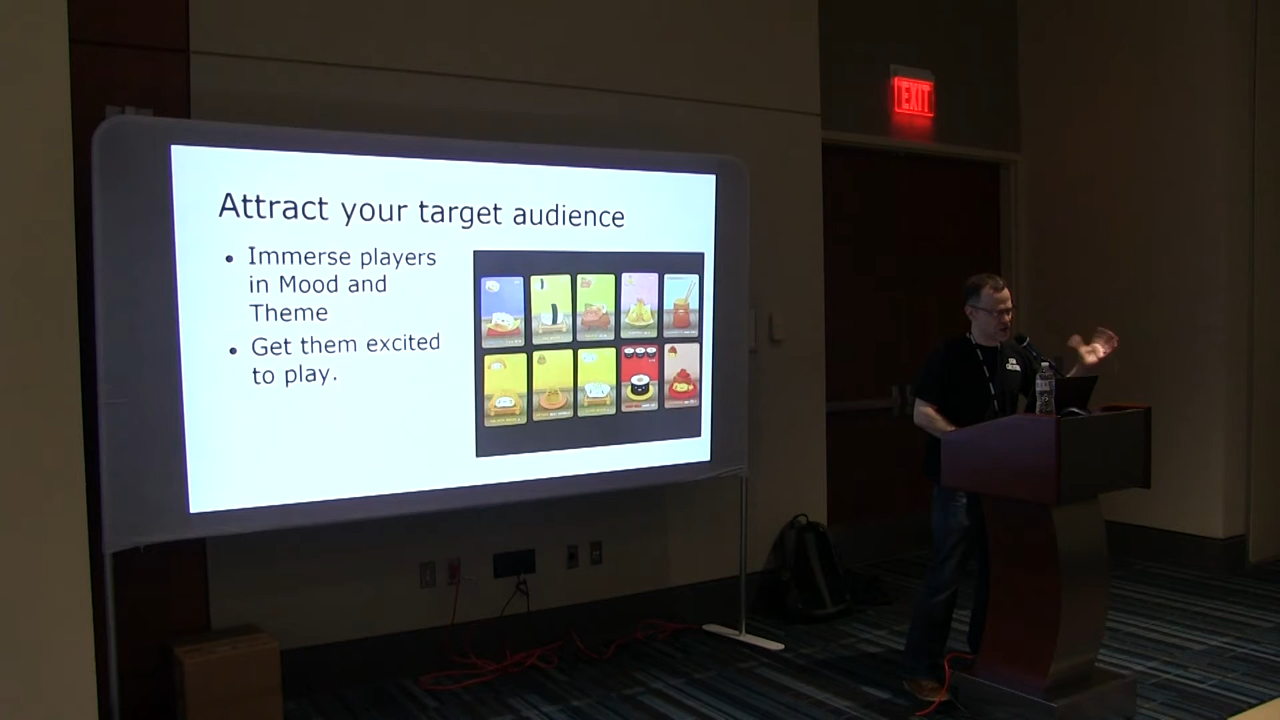 Attract your target audience
• Immerse players
in Mood and
Theme
• Get them excited
to play.
EXIT